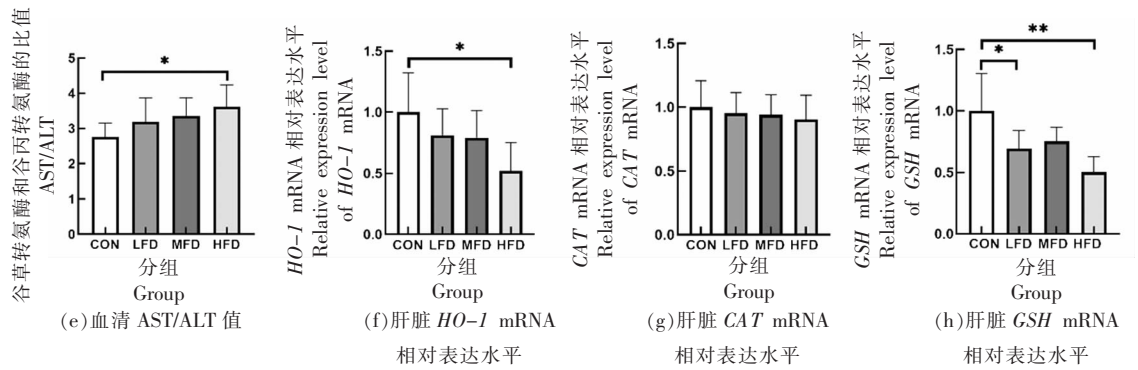 谷草转氨酶和谷丙转氨酶的比值
AST/ALT
5
4
3
2
1
0
*
CON LFD MFD HFD
分组
Group
(e)血清 AST/ALT 值
HO-1 mRNA 相对表达水平
Relative expression level
of HO-1 mRNA
1.5
1.0
0.5
0.0
*
CON LFD MFD HFD
分组
Group
(f)肝脏 HO-1 mRNA
相对表达水平
CAT mRNA 相对表达水平
Relative expression level
of CAT mRNA
1.5
1.0
0.5
0.0
CON LFD MFD HFD
分组
Group
(g)肝脏 CAT mRNA
相对表达水平
GSH mRNA 相对表达水平
Relative expression level
of GSH mRNA
1.5
1.0
0.5
0.0
**
*
CON LFD MFD HFD
分组
Group
(h)肝脏 GSH mRNA
相对表达水平